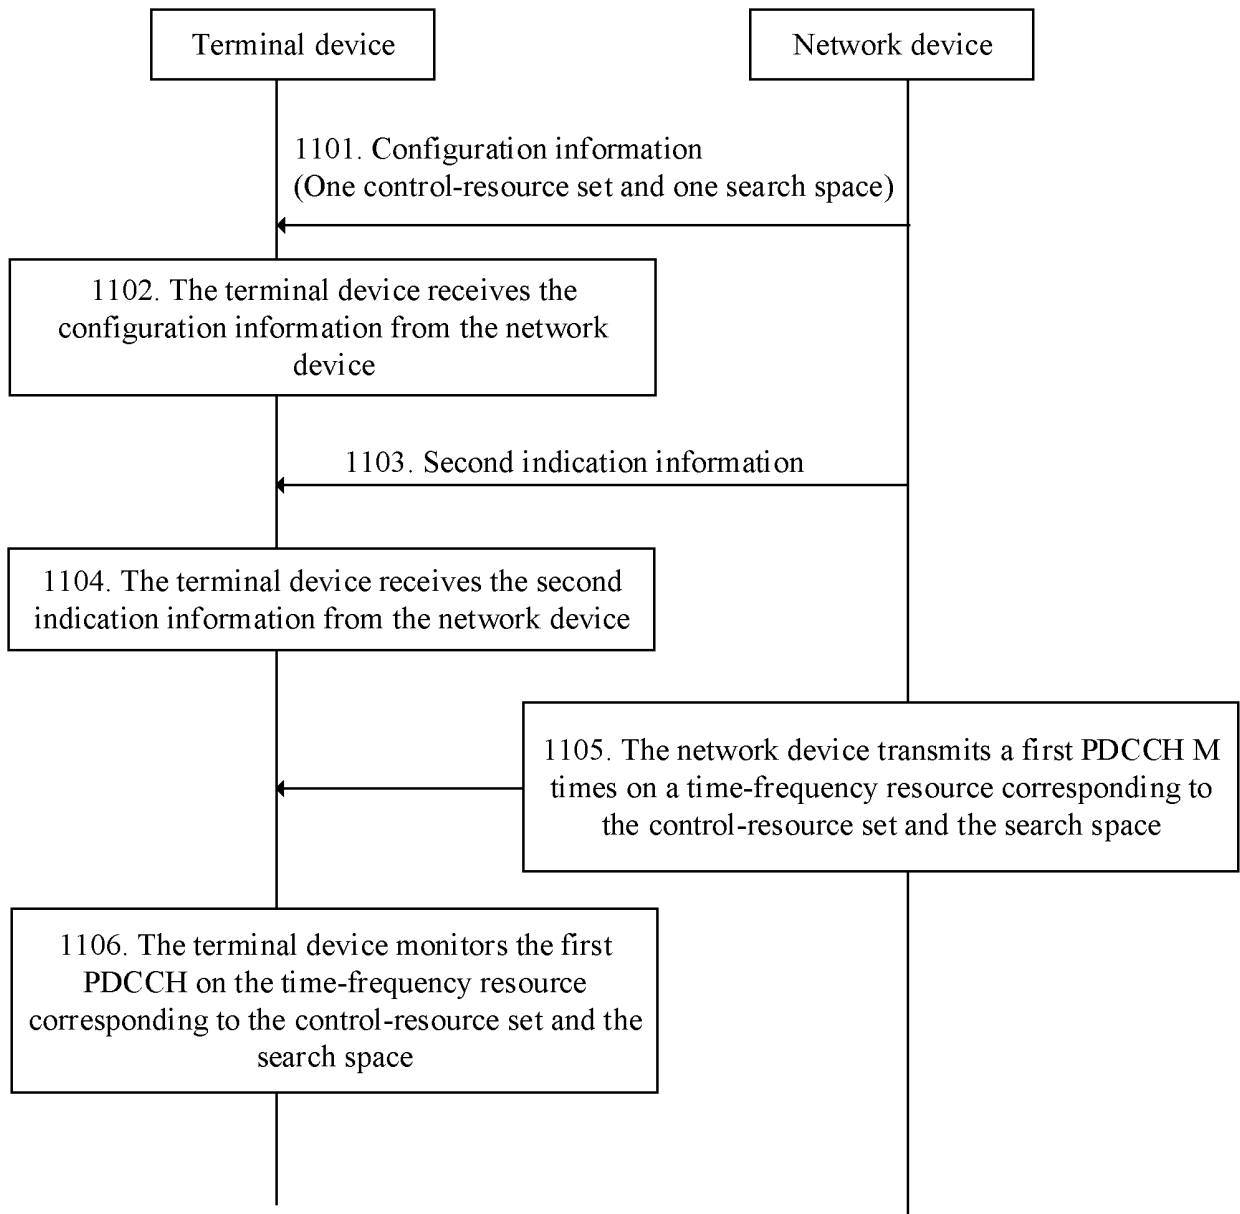 Terminal device
Network device
1101. Configuration information
(One control-resource set and one search space)
1102. The terminal device receives the
configuration information from the network
device
1103. Second indication information
1104. The terminal device receives the second
indication information from the network device
1105. The network device transmits a first PDCCH M
times on a time-frequency resource corresponding to
the control-resource set and the search space
1106. The terminal device monitors the first
PDCCH on the time-frequency resource
corresponding to the control-resource set and the
search space